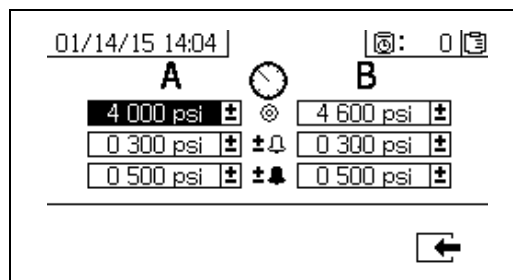 01/14/15 14:04 : 0
A B
4 000 psi ± 4 600 psi ±
0 300 psi ± ± 0 300 psi ±
0 500 psi ± ± 0 500 psi ±